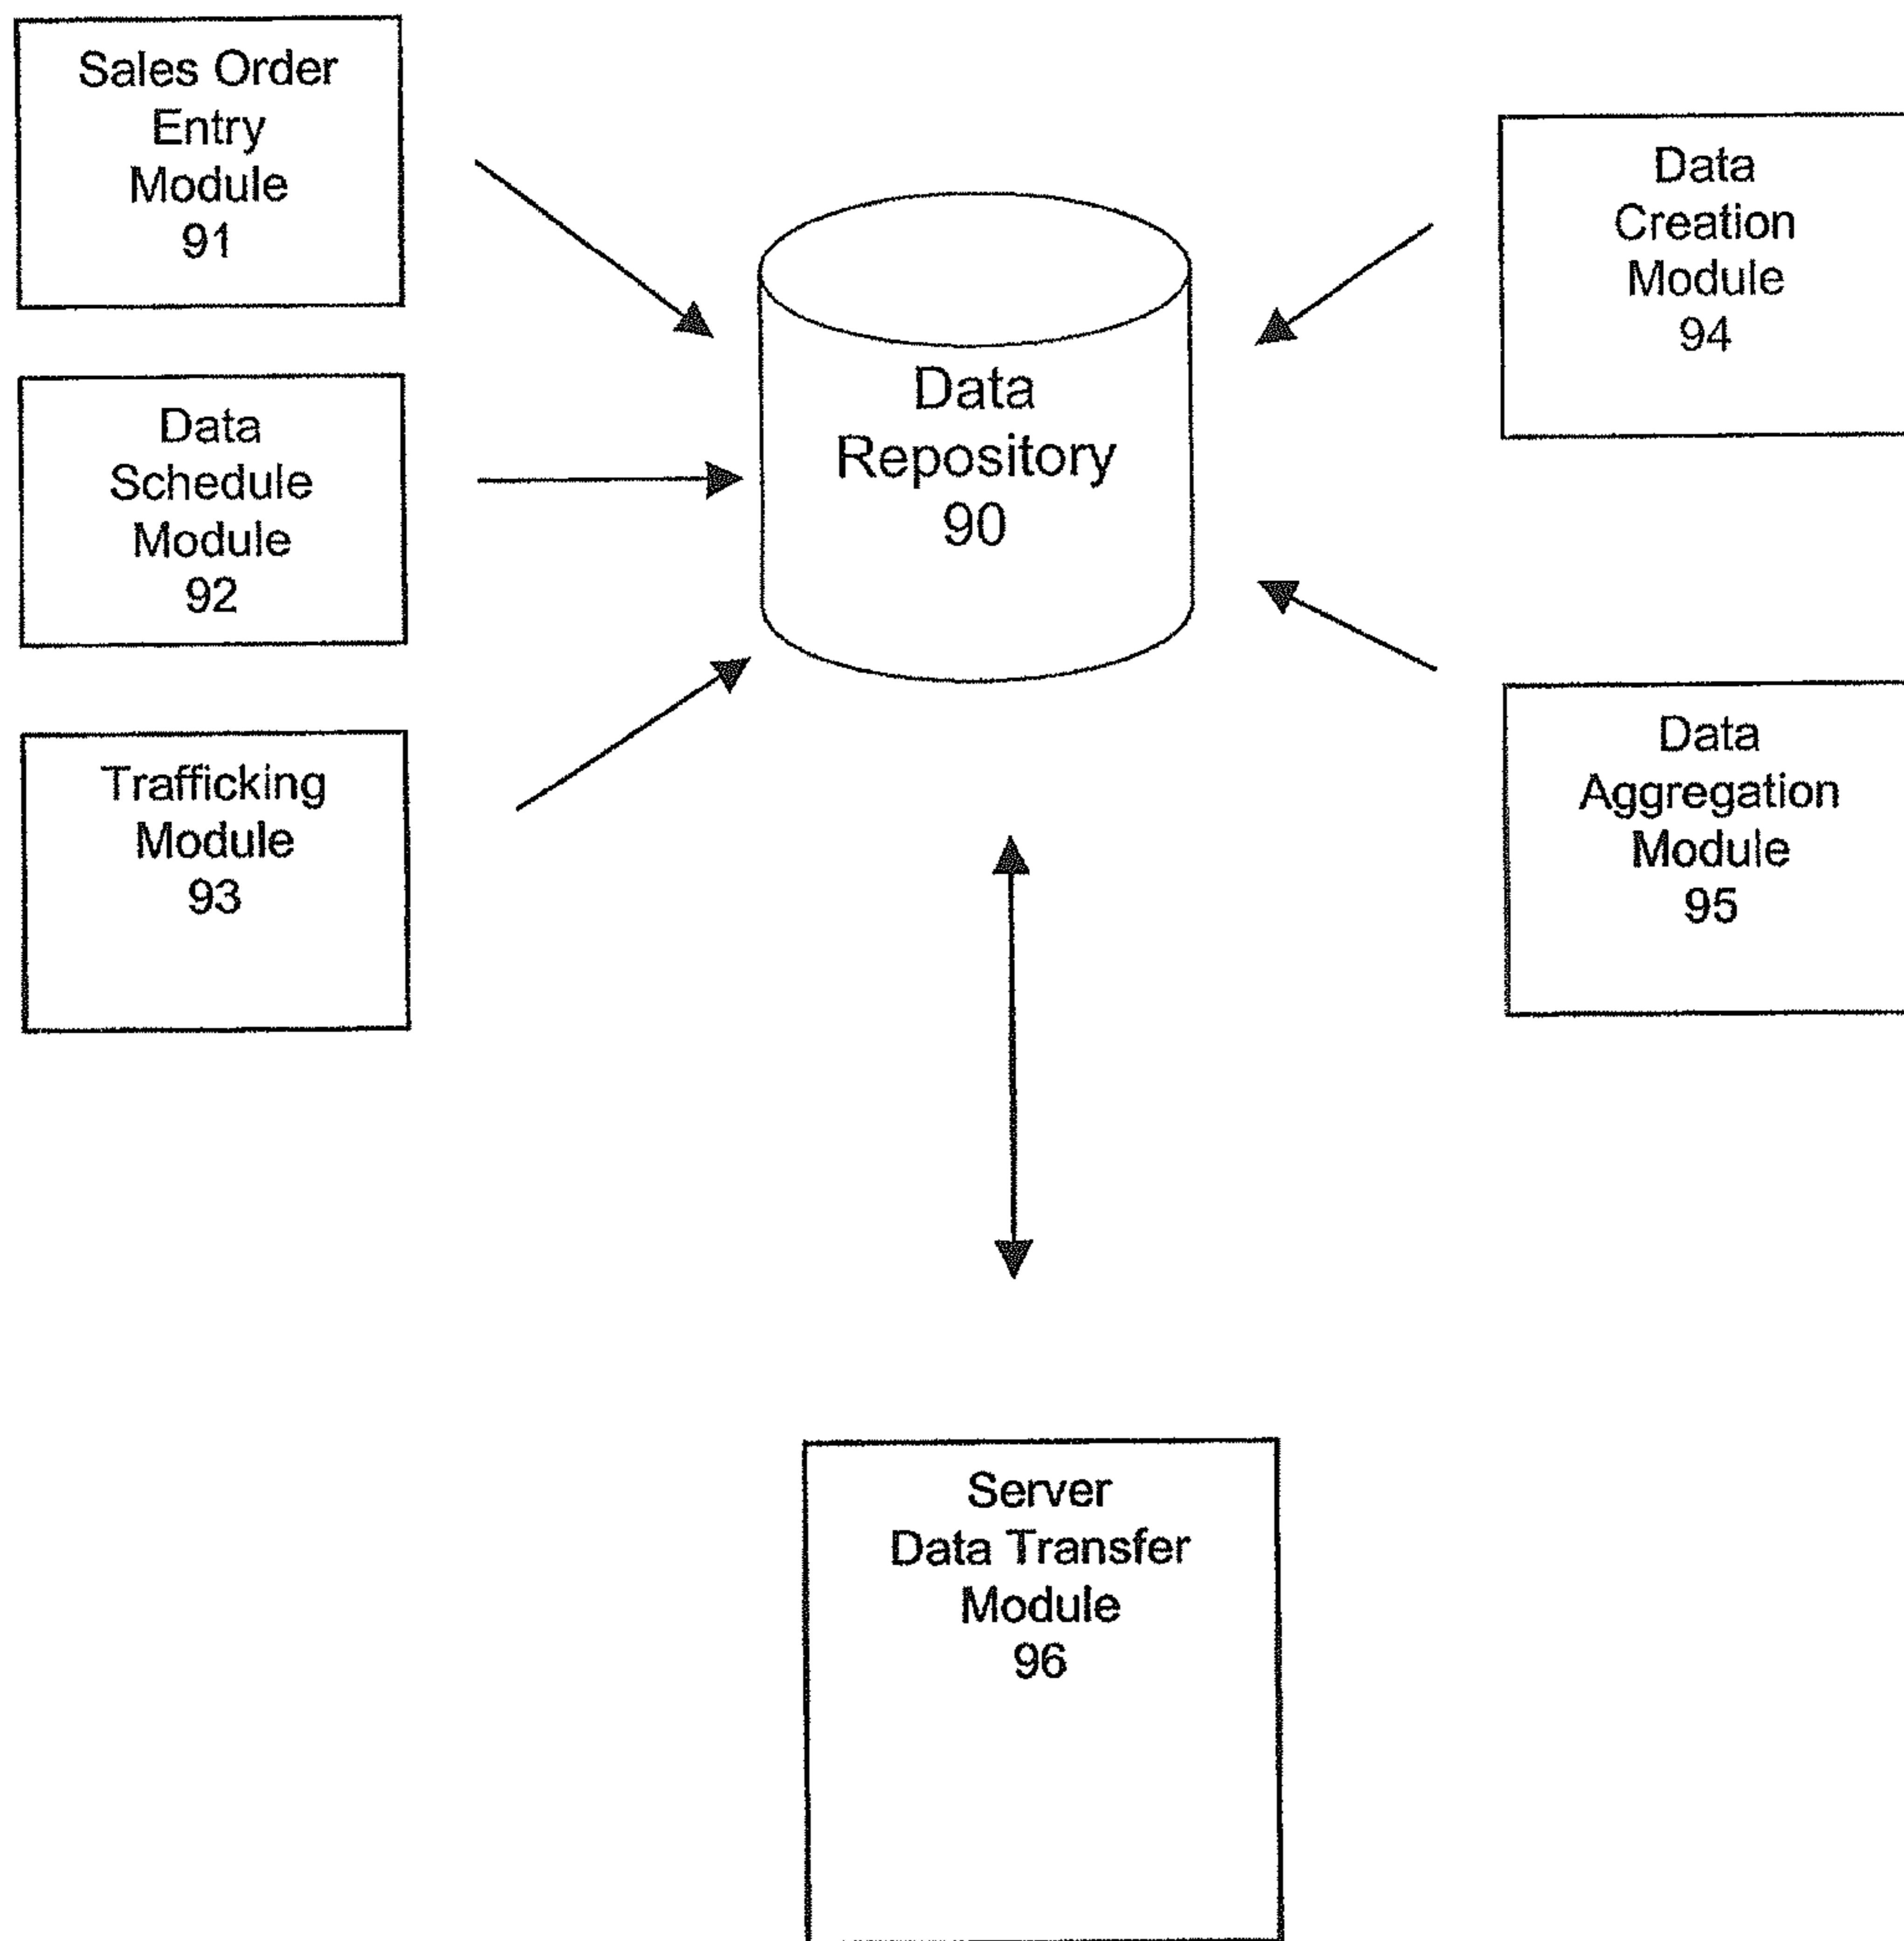 Sales Order
Entry
Module
91
Data
Schedule
Module
92
Trafficking
Module
93
Data
Repository
90
Data
Creation
Module
94
Data
Aggregation
Module
95
Server
Data Transfer
Module
96